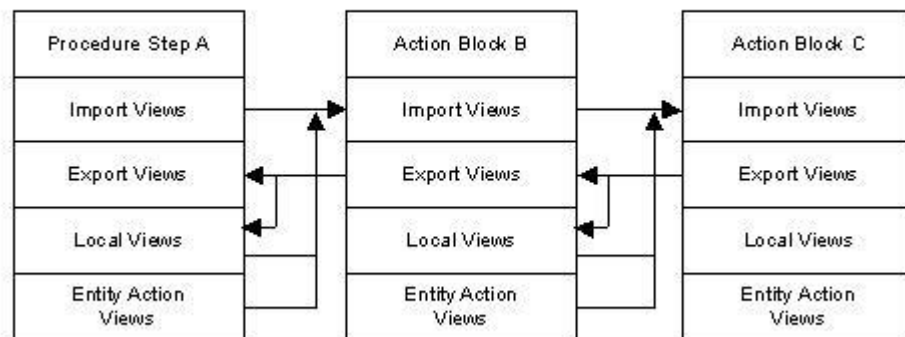 Procedure Step A
Import Views
Export Views
Local Views
Entity Action
Views
Action Block B
Import Views
Export Views
Local Views
Entity Action
Views
Action Block C
Import Views
Export Views
Local Views
Entity Action
Views